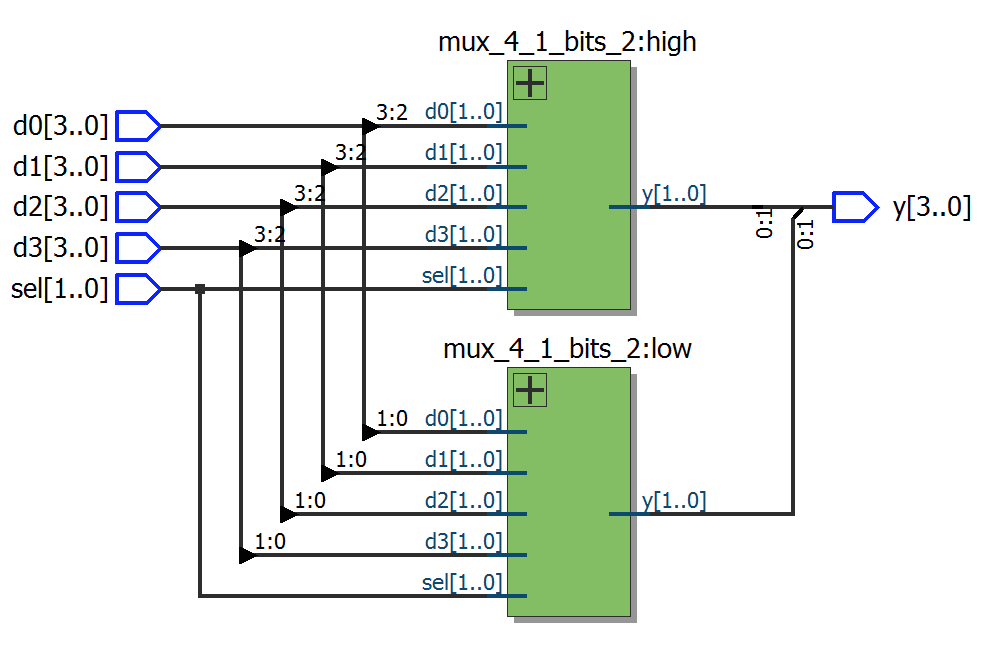 mux_4_1_bits_2:high
d0[3..0]
3:2
d0[1..0]
d1[3..0]
3:2
d1[1..0]
d2[3..0]
3:2
d2[1..0]
y[1..0]
0:1
0:1
y[3..0]
d3[3..0]
3:2
d3[1..0]
sel[1..0]
sel[1..0]
mux_4_1_bits_2:low
1:0
d0[1..0]
1:0
d1[1..0]
1:0
d2[1..0]
y[1..0]
1:0
d3[1..0]
sel[1..0]